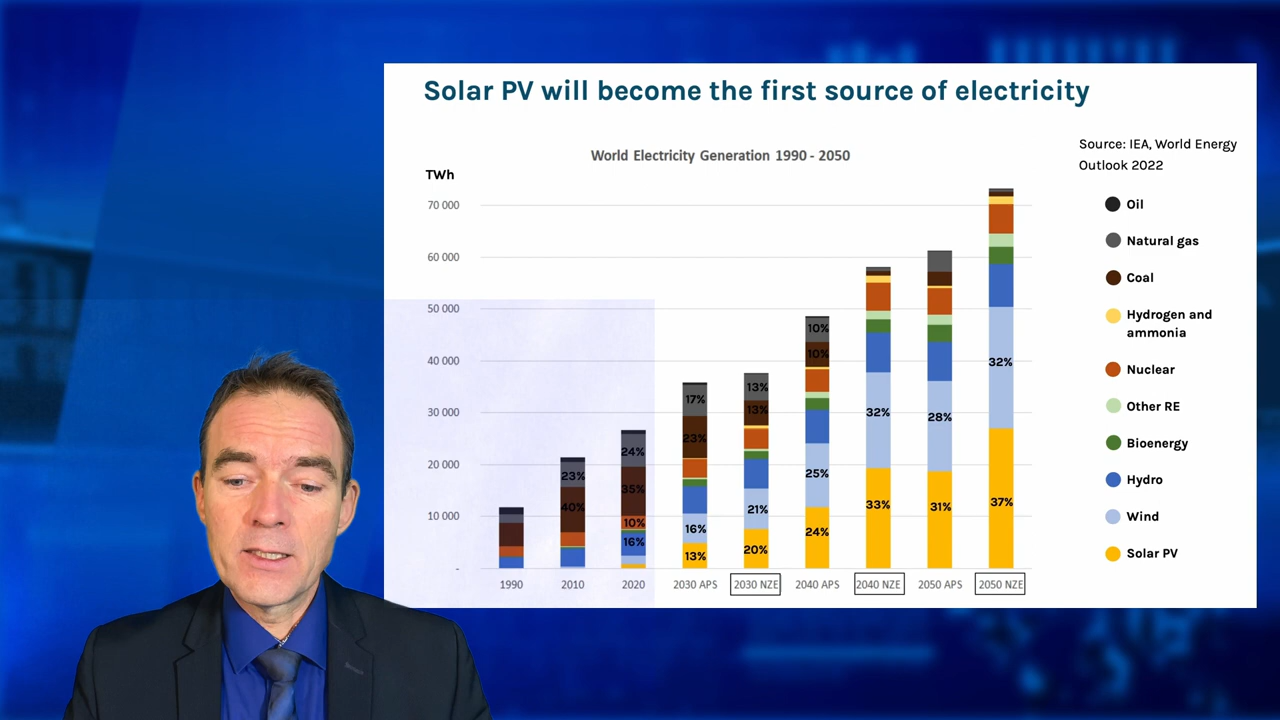 Solar PV will become the first source of electricity
World Electricity Generation 1990 - 2050
Source: IEA, World Energy
Outlook 2022
TWh
70 000
60 000
50 000
40 000
30 000
20 000
10 000
-
23%
40%
24%
35%
10%
16%
17%
23%
16%
13%
13%
13%
21%
20%
10%
10%
25%
24%
32%
33%
28%
31%
32%
37%
1990
2010
2020
2030 APS
2030 NZE
2040 APS
2040 NZE
2050 APS
2050 NZE
Oil
Natural gas
Coal
Hydrogen and
ammonia
Nuclear
Other RE
Bioenergy
Hydro
Wind
Solar PV